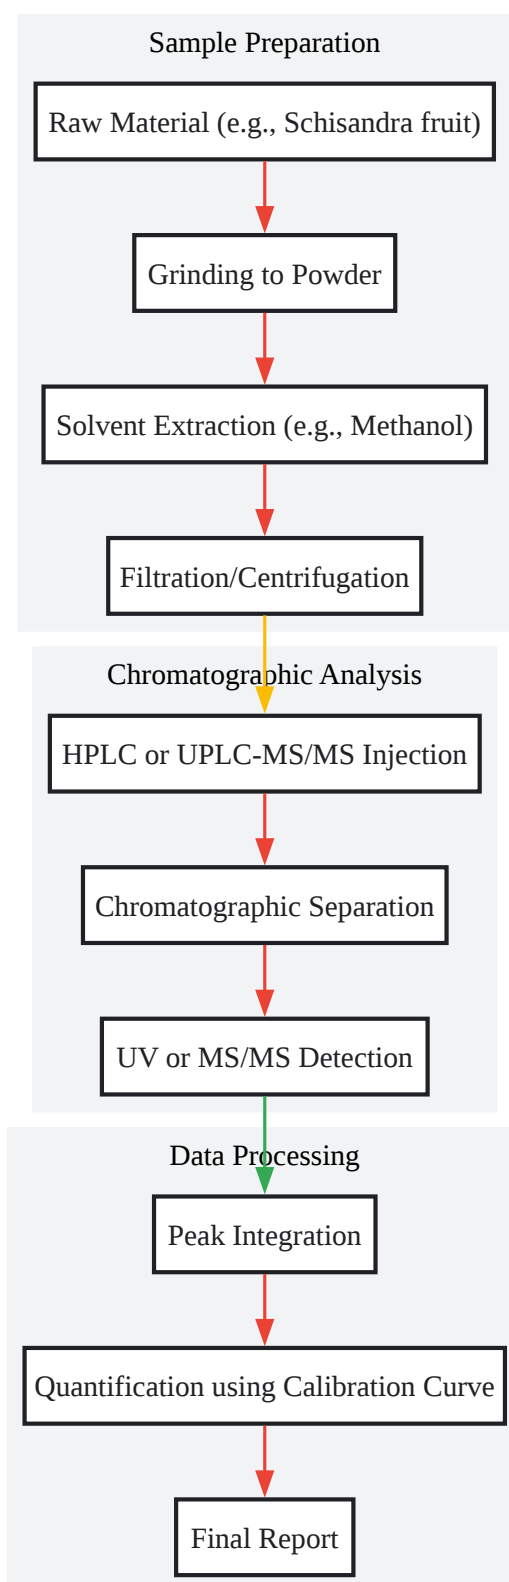 Sample Preparation
Raw Material (e.g., Schisandra fruit)
Grinding to Powder
Solvent Extraction (e.g., Methanol)
Filtration/Centrifugation
Chromatographic Analysis
HPLC or UPLC-MS/MS Injection
Chromatographic Separation
UV or MS/MS Detection
Data Processing
Peak Integration
Quantification using Calibration Curve
Final Report